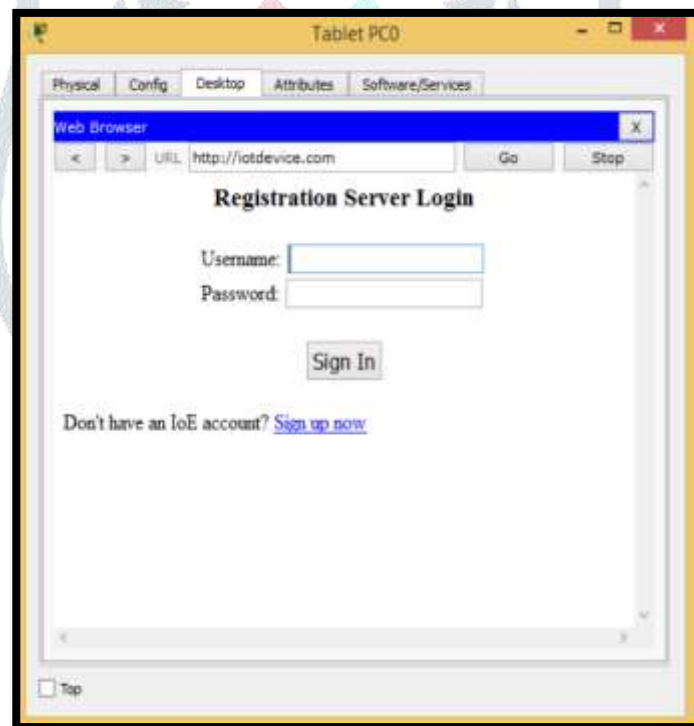 Tablet PC0
Physical Config Desktop Attributes Software/Services
Web Browser X
< > URL http://iotdevice.com Go Stop
Registration Server Login
Username:
Password:
Sign In
Don't have an IoE account? Sign up now
Top